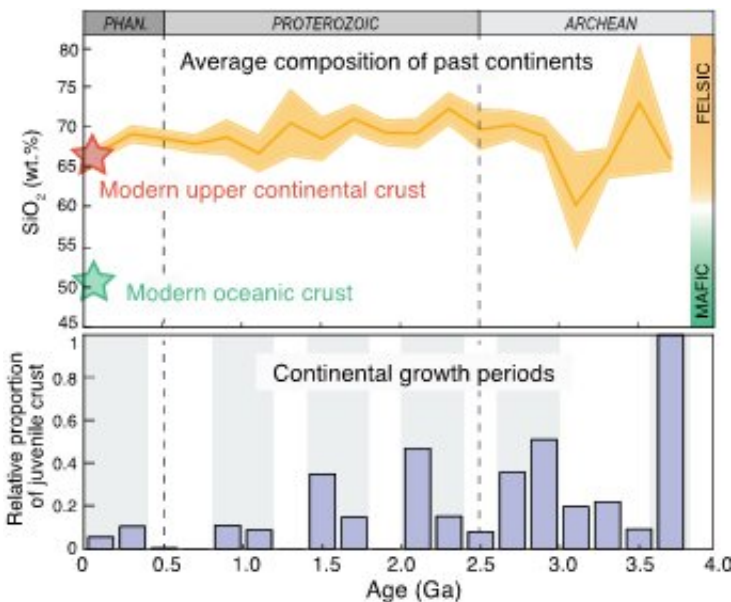 PHAN. PROTEROZOIC ARCHEAN
80
75
70
65
60
55
50
45
SiO2 (wt.%)
Average composition of past continents
Modern upper continental crust
Modern oceanic crust
FELSIC
MAFIC
1
0.8
0.4
0.2
0
Relative proportion
of juvenile crust
Continental growth periods
0 0.5 1.0 1.5 2.0 2.5 3.0 3.5 4.0
Age (Ga)